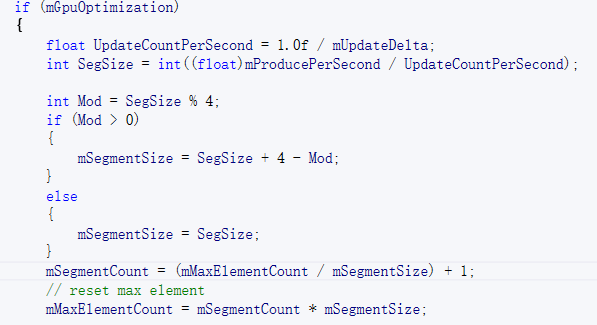 if (mGpuOptimization)
{
float UpdateCountPerSecond = 1.0f / mUpdateDelta;
int SegSize = int((float)mProducePerSecond / UpdateCountPerSecond);
int Mod = SegSize % 4;
if (Mod > 0)
{
mSegmentSize = SegSize + 4 - Mod;
}
else
{
mSegmentSize = SegSize;
}
mSegmentCount = (mMaxElementCount / mSegmentSize) + 1;
// reset max element
mMaxElementCount = mSegmentCount * mSegmentSize;